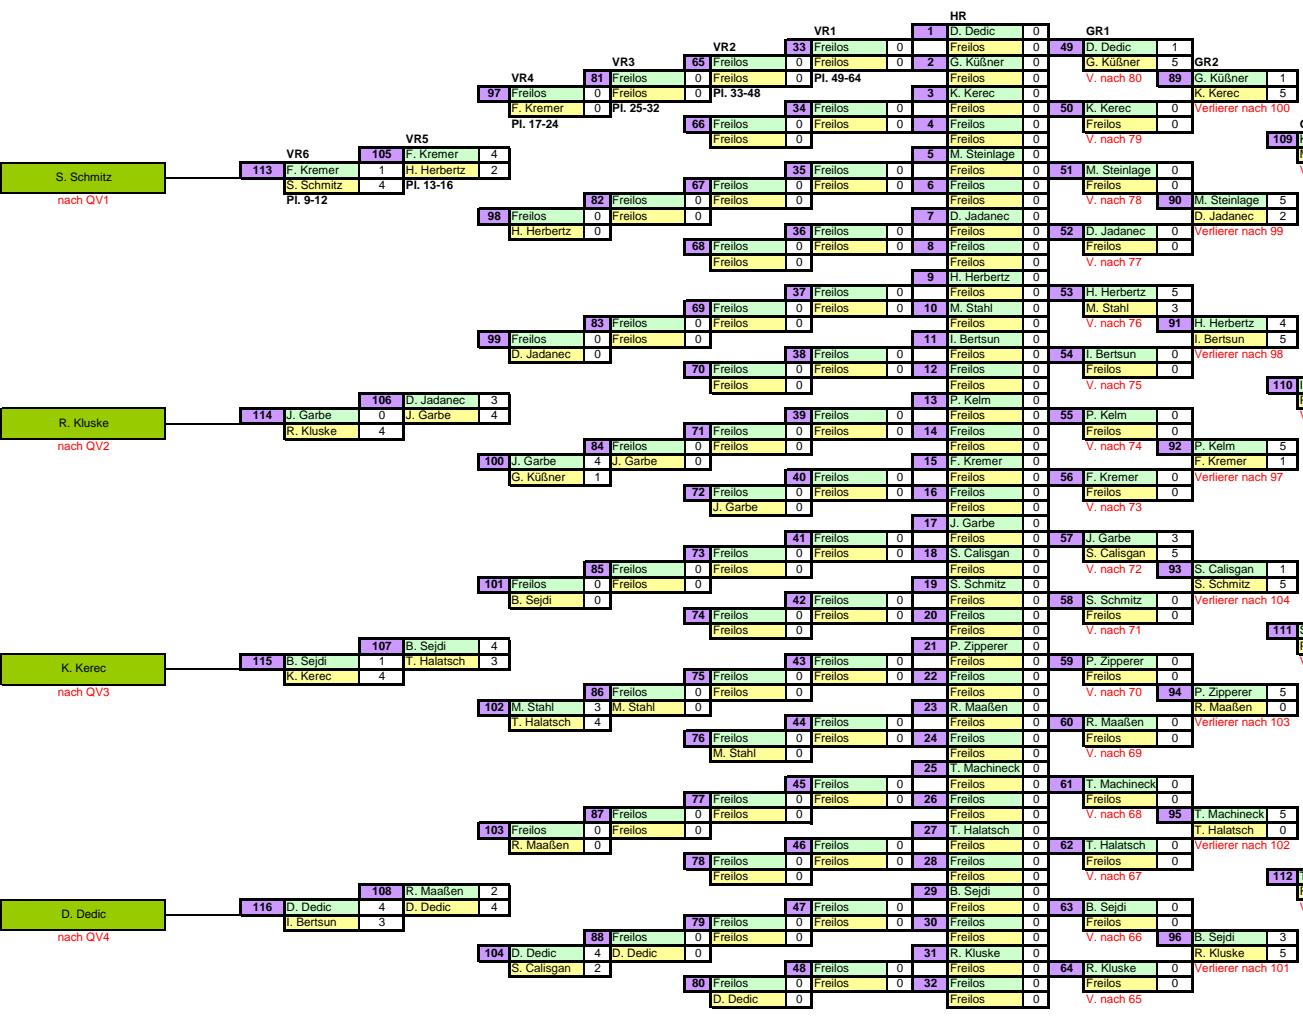 HR
VR1 1 D. Dedic 0 GR1
VR2 33 Freilos 0 Freilos 0 49 D. Dedic 1
VR3 65 Freilos 0 Freilos 0 2 G. Küßner 0 G. Küßner 5 GR2
VR4 81 Freilos 0 Freilos 0 Pl. 49-64 Freilos 0 V. nach 80 89 G. Küßner 1
97 Freilos 0 Freilos 0 Pl. 33-48 3 K. Kerec 0 K. Kerec 5
F. Kremer 0 Pl. 25-32 34 Freilos 0 Freilos 0 50 K. Kerec 0 Verlierer nach 100
Pl. 17-24 66 Freilos 0 Freilos 0 4 Freilos 0 Freilos 0
VR5 Freilos 0 Freilos 0 V. nach 79 109
VR6 105 F. Kremer 4 5 M. Steinlage 0
113 F. Kremer 1 H. Herbertz 2 35 Freilos 0 Freilos 0 51 M. Steinlage 0
S. Schmitz S. Schmitz 4 Pl. 13-16 67 Freilos 0 Freilos 0 6 Freilos 0 Freilos 0
nach QV1 Pl. 9-12 82 Freilos 0 Freilos 0 Freilos 0 V. nach 78 90 M. Steinlage 5
98 Freilos 0 Freilos 0 7 D. Jadanec 0 D. Jadanec 2
H. Herbertz 0 36 Freilos 0 Freilos 0 52 D. Jadanec 0 Verlierer nach 99
68 Freilos 0 Freilos 0 8 Freilos 0 Freilos 0
Freilos 0 Freilos 0 V. nach 77
9 H. Herbertz 0
37 Freilos 0 Freilos 0 53 H. Herbertz 5
69 Freilos 0 Freilos 0 10 M. Stahl 0 M. Stahl 3
83 Freilos 0 Freilos 0 Freilos 0 V. nach 76 91 H. Herbertz 4
99 Freilos 0 Freilos 0 11 I. Bertsun 0 I. Bertsun 5
D. Jadanec 0 38 Freilos 0 Freilos 0 54 I. Bertsun 0 Verlierer nach 98
70 Freilos 0 Freilos 0 12 Freilos 0 Freilos 0
Freilos 0 Freilos 0 V. nach 75 110
106 D. Jadanec 3 13 P. Kelm 0
114 J. Garbe 0 J. Garbe 4 39 Freilos 0 Freilos 0 55 P. Kelm 0
R. Kluske R. Kluske 4 71 Freilos 0 Freilos 0 14 Freilos 0 Freilos 0
nach QV2 84 Freilos 0 Freilos 0 Freilos 0 V. nach 74 92 P. Kelm 5
100 J. Garbe 4 J. Garbe 0 15 F. Kremer 0 F. Kremer 1
G. Küßner 1 40 Freilos 0 Freilos 0 56 F. Kremer 0 Verlierer nach 97
72 Freilos 0 Freilos 0 16 Freilos 0 Freilos 0
J. Garbe 0 Freilos 0 V. nach 73
17 J. Garbe 0
41 Freilos 0 Freilos 0 57 J. Garbe 3
73 Freilos 0 Freilos 0 18 S. Calisgan 0 S. Calisgan 5
85 Freilos 0 Freilos 0 Freilos 0 V. nach 72 93 S. Calisgan 1
101 Freilos 0 Freilos 0 19 S. Schmitz 0 S. Schmitz 5
B. Sejdi 0 42 Freilos 0 Freilos 0 58 S. Schmitz 0 Verlierer nach 104
74 Freilos 0 Freilos 0 20 Freilos 0 Freilos 0
Freilos 0 Freilos 0 V. nach 71 111
107 B. Sejdi 4 21 P. Zipperer 0
115 B. Sejdi 1 T. Halatsch 3 43 Freilos 0 Freilos 0 59 P. Zipperer 0
K. Kerec K. Kerec 4 75 Freilos 0 Freilos 0 22 Freilos 0 Freilos 0
nach QV3 86 Freilos 0 Freilos 0 Freilos 0 V. nach 70 94 P. Zipperer 5
102 M. Stahl 3 M. Stahl 0 23 R. Maaßen 0 R. Maaßen 0
T. Halatsch 4 44 Freilos 0 Freilos 0 60 R. Maaßen 0 Verlierer nach 103
76 Freilos 0 Freilos 0 24 Freilos 0 Freilos 0
M. Stahl 0 Freilos 0 V. nach 69
25 T. Machineck 0
45 Freilos 0 Freilos 0 61 T. Machineck 0
77 Freilos 0 Freilos 0 26 Freilos 0 Freilos 0
87 Freilos 0 Freilos 0 Freilos 0 V. nach 68 95 T. Machineck 5
103 Freilos 0 Freilos 0 27 T. Halatsch 0 T. Halatsch 0
R. Maaßen 0 46 Freilos 0 Freilos 0 62 T. Halatsch 0 Verlierer nach 102
78 Freilos 0 Freilos 0 28 Freilos 0 Freilos 0
Freilos 0 Freilos 0 V. nach 67 112
108 R. Maaßen 2 29 B. Sejdi 0
116 D. Dedic 4 D. Dedic 4 47 Freilos 0 Freilos 0 63 B. Sejdi 0
D. Dedic I. Bertsun 3 79 Freilos 0 Freilos 0 30 Freilos 0 Freilos 0
nach QV4 88 Freilos 0 Freilos 0 Freilos 0 V. nach 66 96 B. Sejdi 3
104 D. Dedic 4 D. Dedic 0 31 R. Kluske 0 R. Kluske 5
S. Calisgan 2 48 Freilos 0 Freilos 0 64 R. Kluske 0 Verlierer nach 101
80 Freilos 0 Freilos 0 32 Freilos 0 Freilos 0
D. Dedic 0 Freilos 0 V. nach 65